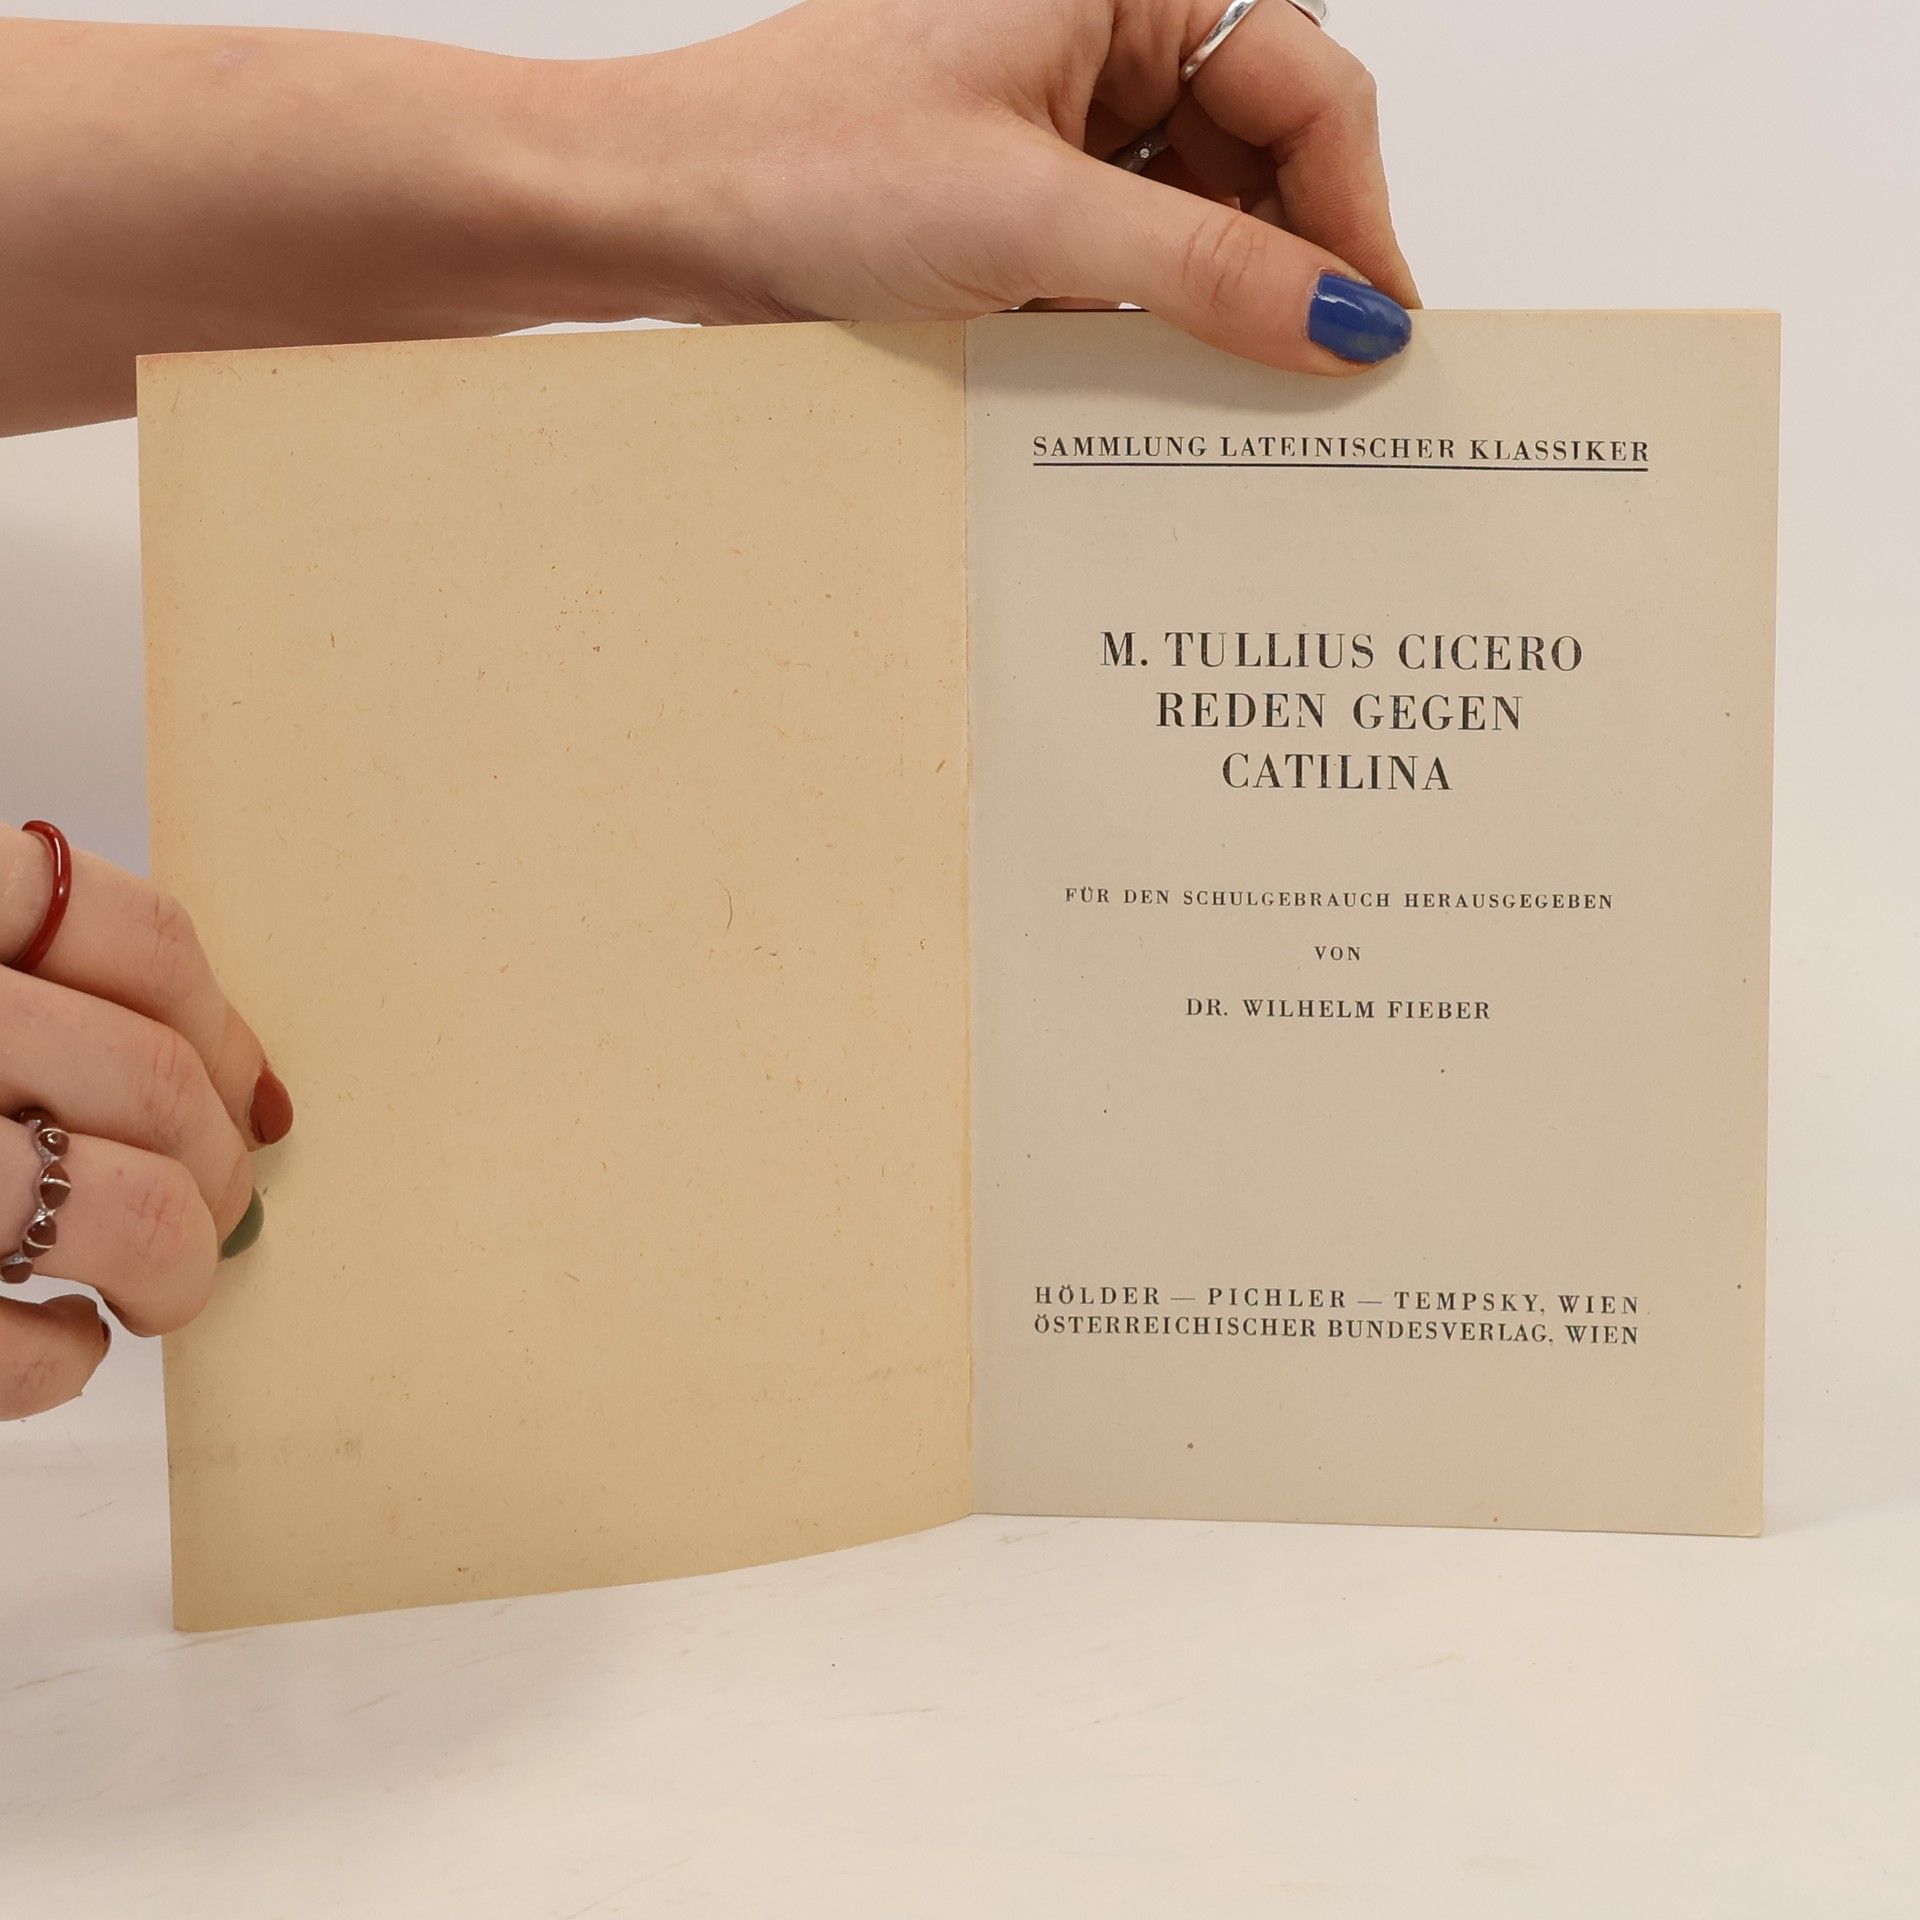 SAMMLUNG LATEINISCHER KLASSIKER
M. TULLIUS CICERO
REDEN GEGEN
CATILINA
FÜR DEN SCHULGEBRAUCH HERAUSGEGEBEN
VON
DR. WILHELM FIEBER
HÖLDER — PICHLER — TEMPSKY, WIEN
ÖSTERREICHISCHER BUNDESVERLAG, WIEN